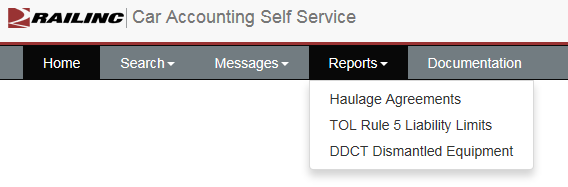 RAILINC Car Accounting Self Service
Home Search Messages Reports Documentation
Haulage Agreements
TOL Rule 5 Liability Limits
DDCT Dismantled Equipment